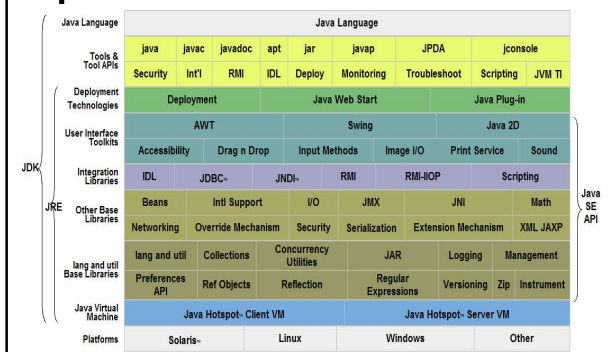 Java Language Java Language
Tools & Tool APIs java javac javadoc apt jar javap JPDA jconsole
Security Int'l RMI IDL Deploy Monitoring Troubleshoot Scripting JVM TI
Deployment Technologies Deployment Java Web Start Java Plug-in
User Interface Toolkits AWT Swing Java 2D
Accessibility Drag n Drop Input Methods Image I/O Print Service Sound
Integration Libraries IDL JDBC™ JNDI™ RMI RMI-IIOP Scripting
JDK
JRE
Other Base Libraries Beans Intl Support I/O JMX JNI Math
Java SE API
Networking Override Mechanism Security Serialization Extension Mechanism XML JAXP
lang and util Base Libraries lang and util Collections Concurrency Utilities JAR Logging Management
Preferences API Ref Objects Reflection Regular Expressions Versioning Zip Instrument
Java Virtual Machine Java Hotspot™ Client VM Java Hotspot™ Server VM
Platforms Solaris™ Linux Windows Other